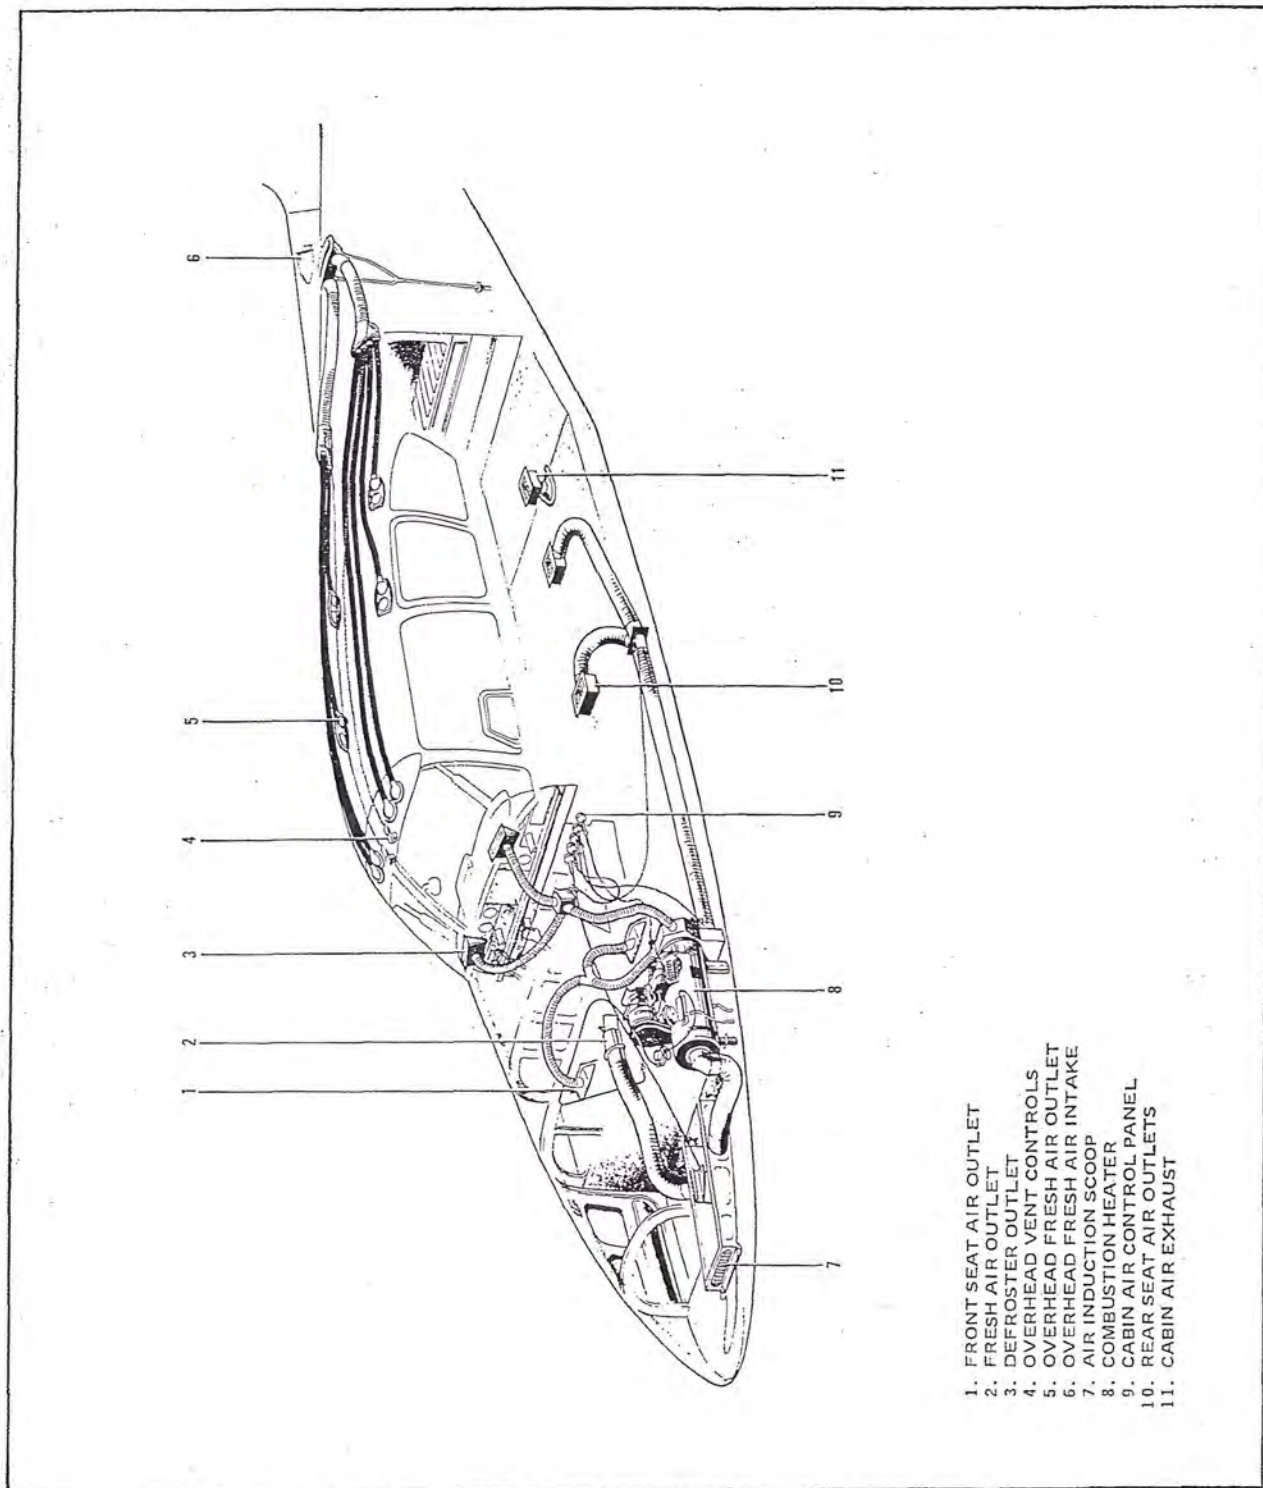 6
5
4
3
2
1
11
10
9
8
7
1. FRONT SEAT AIR OUTLET
2. FRESH AIR OUTLET
3. DEFROSTER OUTLET
4. OVERHEAD VENT CONTROLS
5. OVERHEAD FRESH AIR OUTLET
6. OVERHEAD FRESH AIR INTAKE
7. AIR INDUCTION SCOOP
8. COMBUSTION HEATER
9. CABIN AIR CONTROL PANEL
10. REAR SEAT AIR OUTLETS
11. CABIN AIR EXHAUST